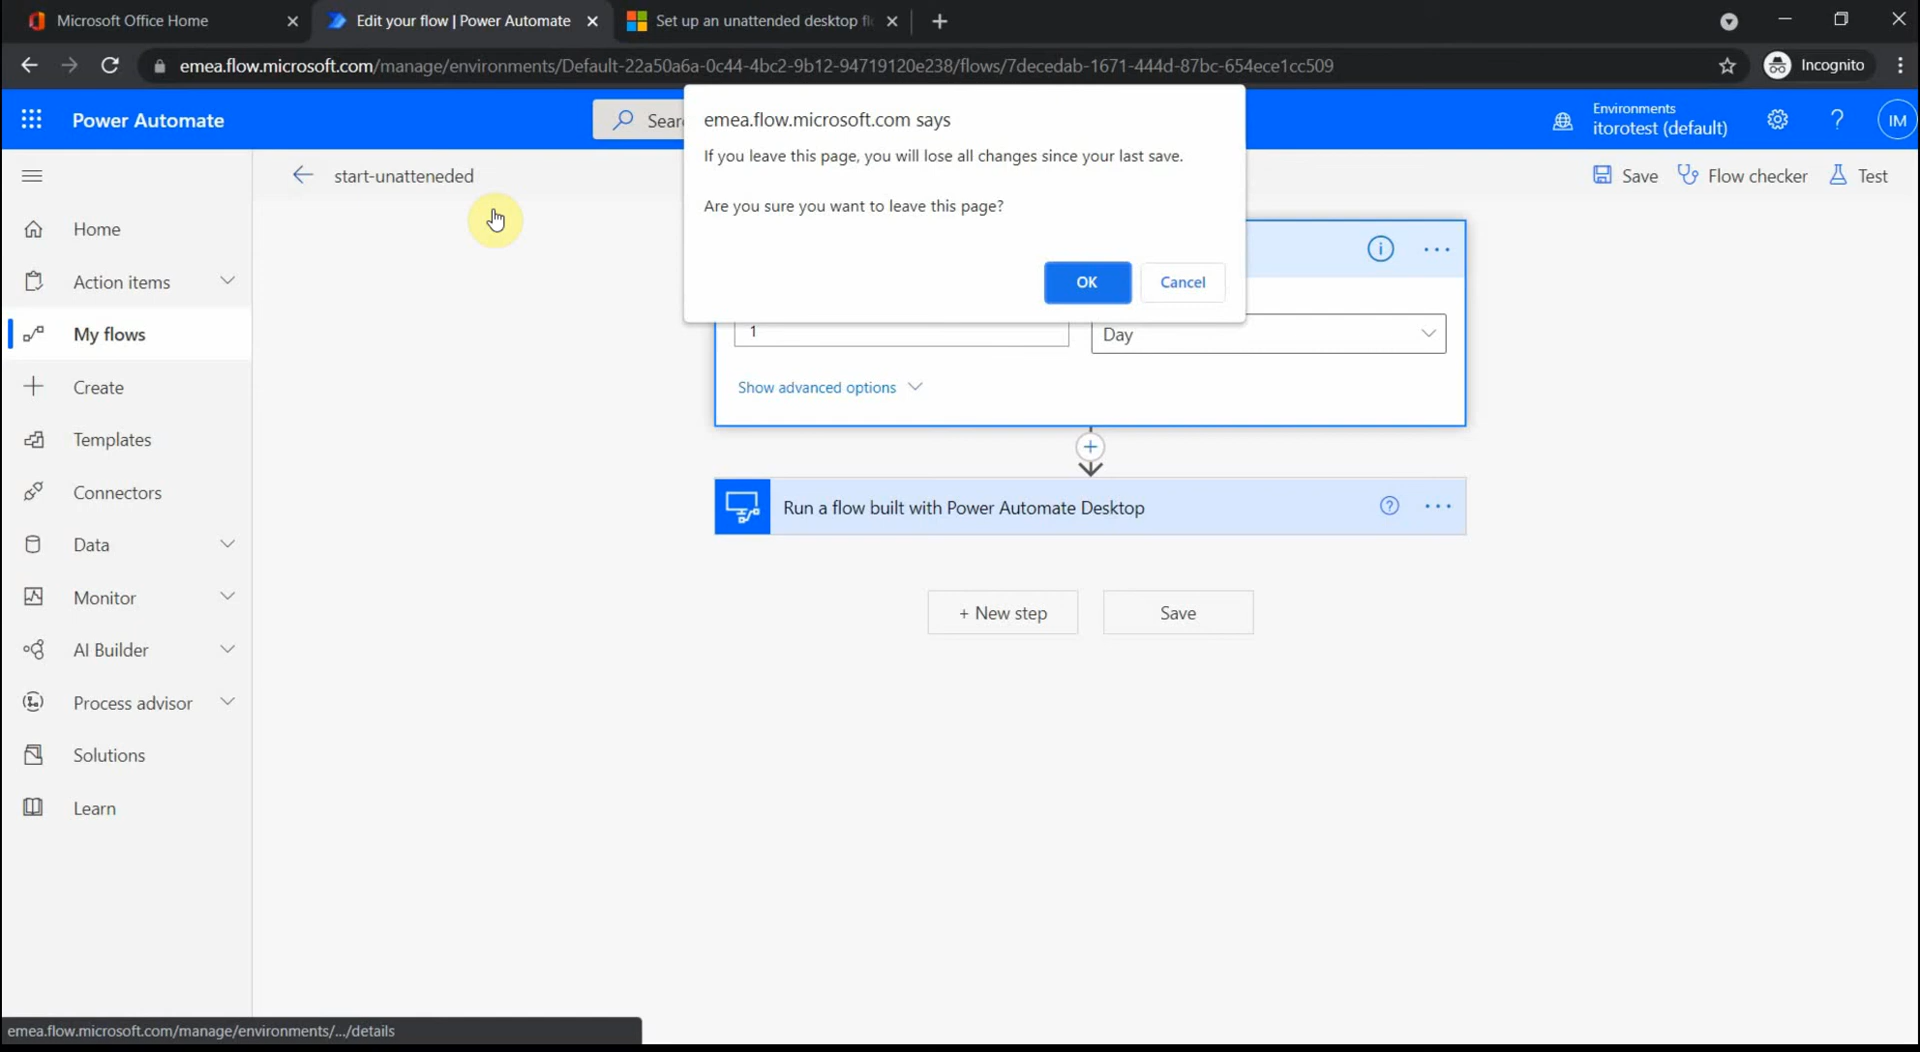 Microsoft Office Home
Edit your flow | Power Automate
Set up an unattended desktop fl
emea.flow.microsoft.com/manage/environments/Default-22a50a6a-0c44-4bc2-9b12-94719120e238/flows/7decedab-1671-444d-87bc-654ece1cc509
Incognito
Power Automate
Sear
Environments
itorotest (default)
IM
emea.flow.microsoft.com says
If you leave this page, you will lose all changes since your last save.
Are you sure you want to leave this page?
OK
Cancel
start-unatteneded
Save
Flow checker
Test
Home
Action items
My flows
Create
Templates
Connectors
Data
Monitor
AI Builder
Process advisor
Solutions
Learn
1
Day
Show advanced options
Run a flow built with Power Automate Desktop
+ New step
Save
emea.flow.microsoft.com/manage/environments/.../details